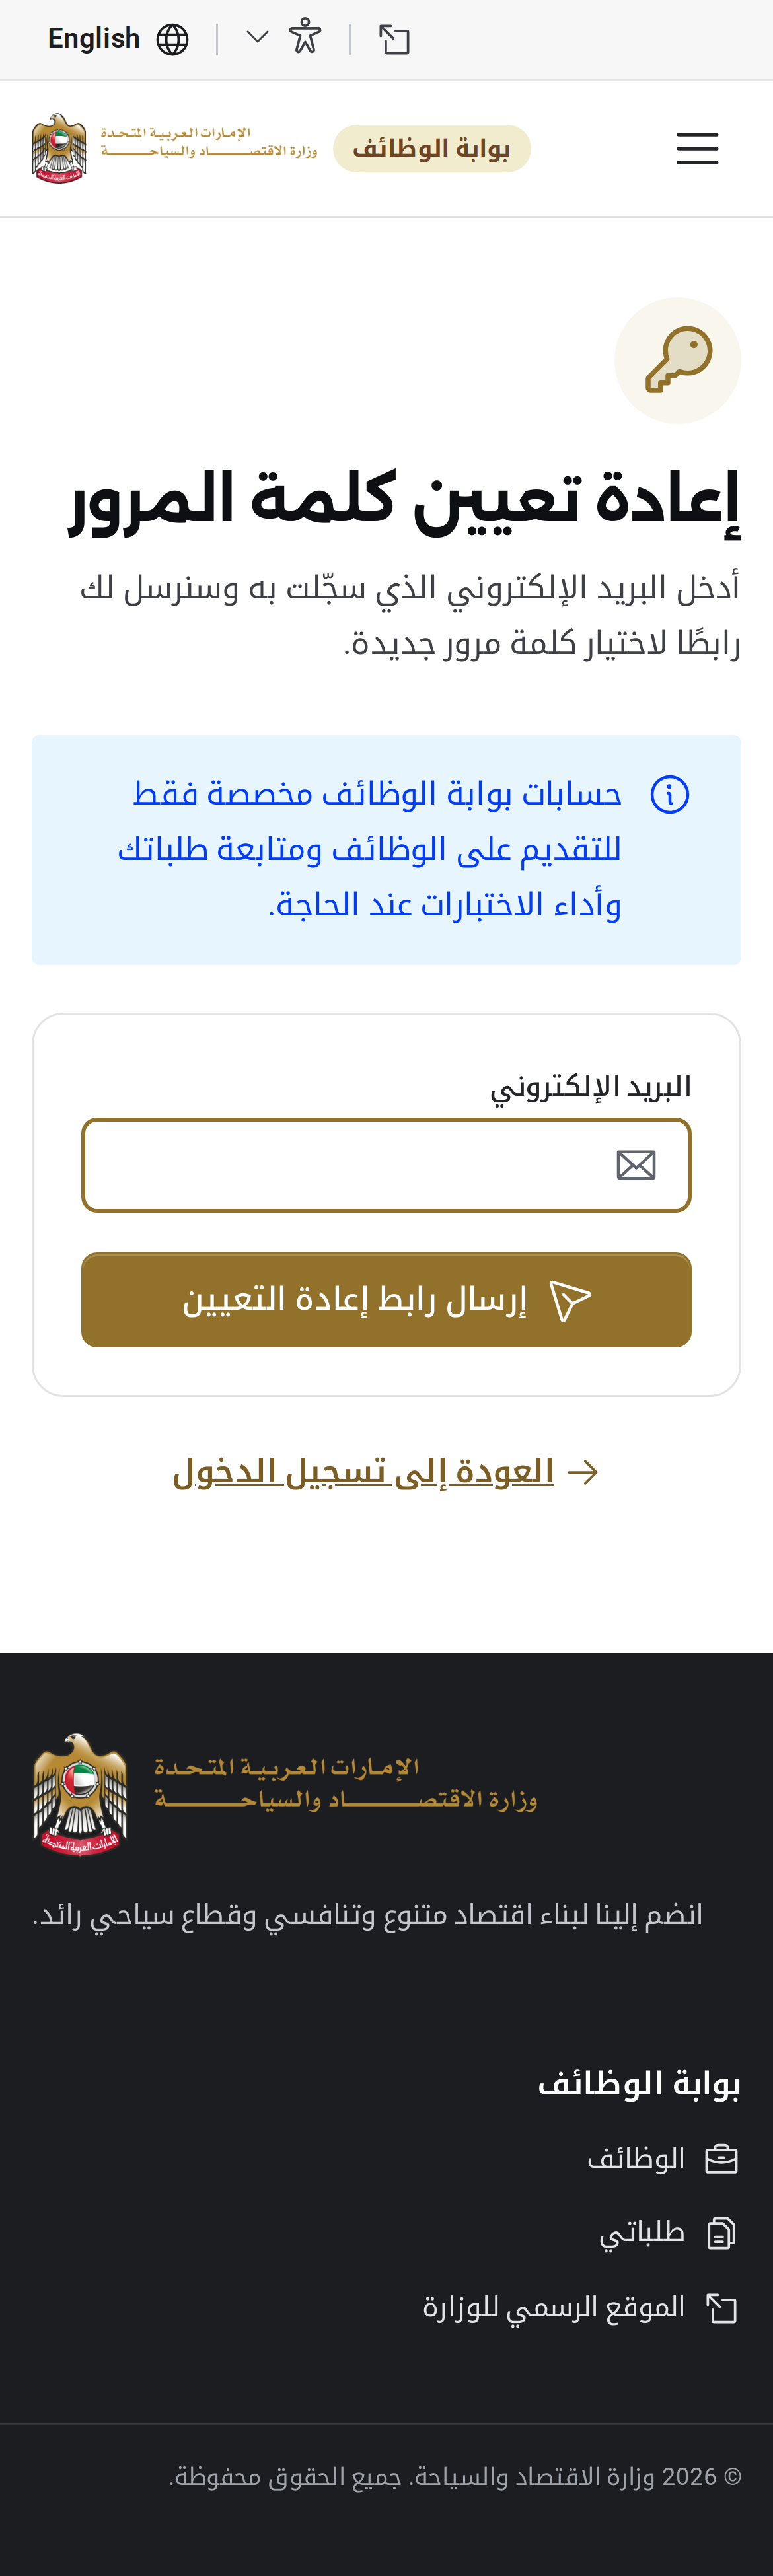 English
الإمارات العربية المتحدة
وزارة الاقتصاد والسياحة
بوابة الوظائف
إعادة تعيين كلمة المرور
أدخل البريد الإلكتروني الذي سجّلت به وسنرسل لك
رابطًا لاختيار كلمة مرور جديدة.
حسابات بوابة الوظائف مخصصة فقط
للتقديم على الوظائف ومتابعة طلباتك
وأداء الاختبارات عند الحاجة.
البريد الإلكتروني
إرسال رابط إعادة التعيين
العودة إلى تسجيل الدخول
الإمارات العربية المتحدة
وزارة الاقتصاد والسياحة
الإمارات العربية المتحدة
انضم إلينا لبناء اقتصاد متنوع وتنافسي وقطاع سياحي رائد.
بوابة الوظائف
الوظائف
طلباتي
الموقع الرسمي للوزارة
© 2026 وزارة الاقتصاد والسياحة. جميع الحقوق محفوظة.